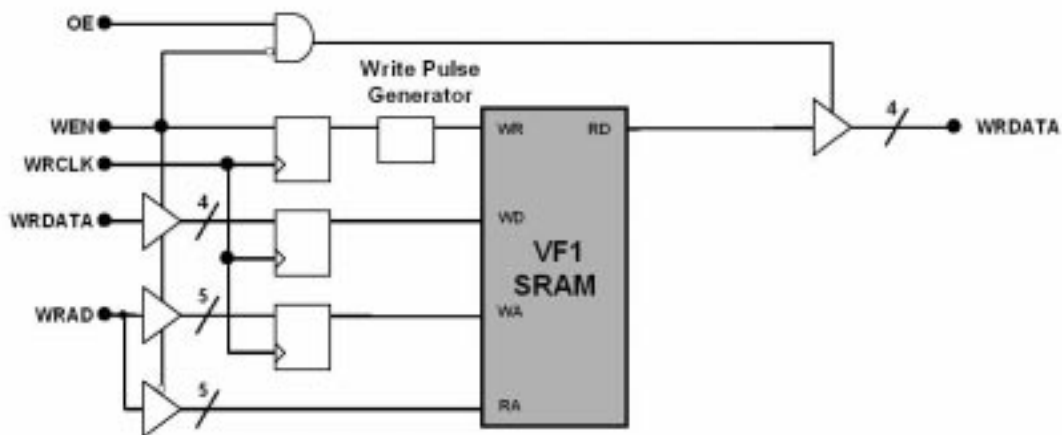 OE
Write Pulse
Generator
WEN
WR
RD
4
WRDATA
WRCLK
WRDATA
4
WD
VF1
SRAM
WRAD
5
WA
5
RA